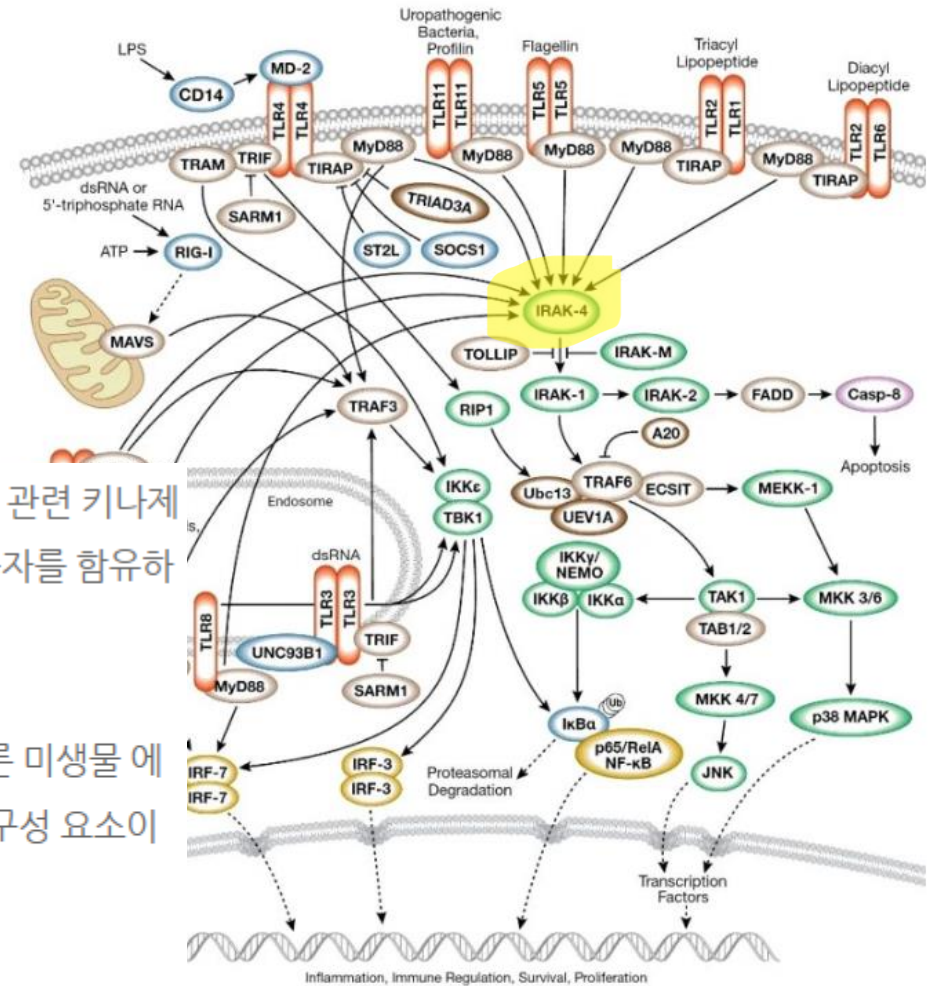 Uropathogenic
Bacteria,
Profilin
Flagellin
Triacyl
Lipopeptide
Diacyl
Lipopeptide
LPS
CD14
MD-2
TLR4
TLR4
TLR11
TLR11
TLR5
TLR5
TLR2
TLR1
TLR2
TLR6
TRAM
TRIF
TIRAP
MyD88
MyD88
MyD88
MyD88
TIRAP
MyD88
TIRAP
dsRNA or
5'-triphosphate RNA
SARM1
TRIAD3A
ATP
RIG-I
ST2L
SOCS1
IRAK-4
MAVS
TOLLIP
IRAK-M
TRAF3
RIP1
IRAK-1
IRAK-2
FADD
Casp-8
A20
Apoptosis
관련 키나제
Endosome
IKKε
TBK1
Ubc13
TRAF6
ECSIT
UEV1A
MEKK-1
자를 함유하
dsRNA
TLR8
TLR3
TLR3
TRIF
UNC93B1
MyD88
SARM1
IKKγ/
NEMO
IKKβ
IKKα
TAK1
TAB1/2
MKK 3/6
MKK 4/7
p38 MAPK
IκBα
Ub
p65/RelA
NF-κB
JNK
미생물 에
구성 요소이
IRF-7
IRF-7
IRF-3
IRF-3
Proteasomal
Degradation
Transcription
Factors
Inflammation, Immune Regulation, Survival, Proliferation